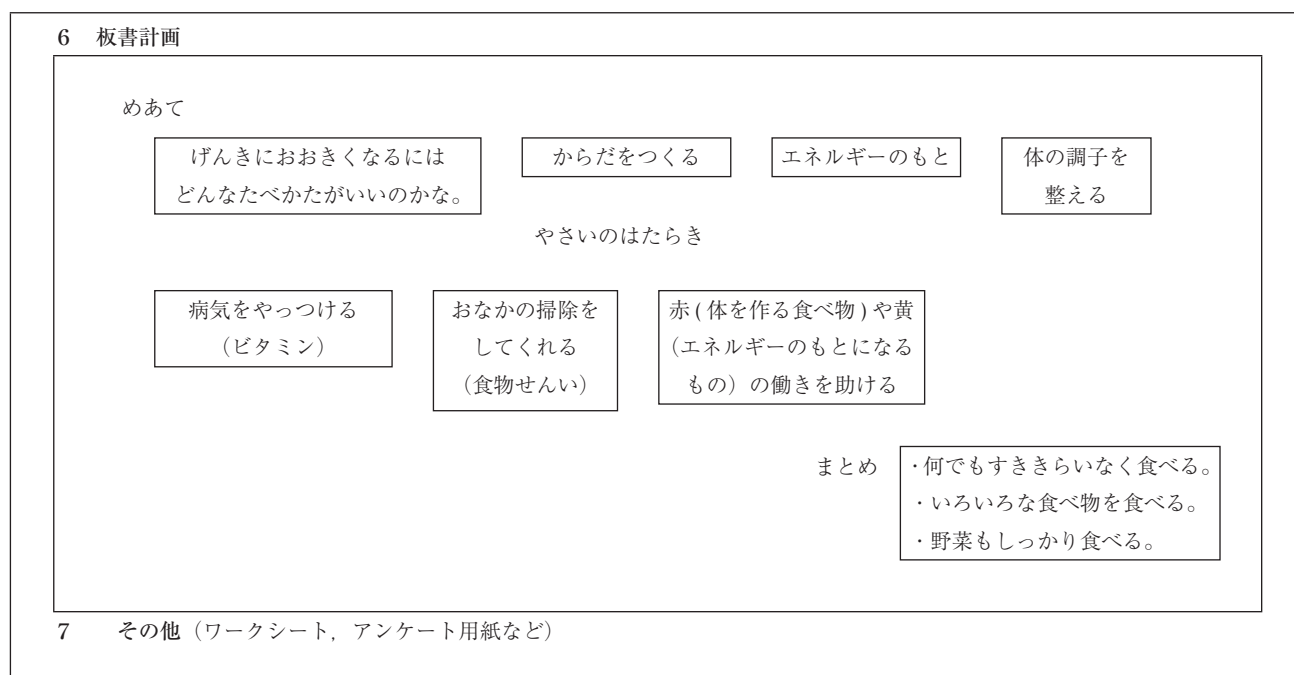 6 板書計画
めあて
げんきにおおきくなるには
どんなたべかたがいいのかな。
からだをつくる
エネルギーのもと
体の調子を
整える
やさいのはたらき
病気をやっつける
（ビタミン）
おなかの掃除を
してくれる
（食物せんい）
赤(体を作る食べ物)や黄
（エネルギーのもとになる
もの）の働きを助ける
まとめ
・何でもすききらいなく食べる。
・いろいろな食べ物を食べる。
・野菜もしっかり食べる。
7 その他（ワークシート，アンケート用紙など）